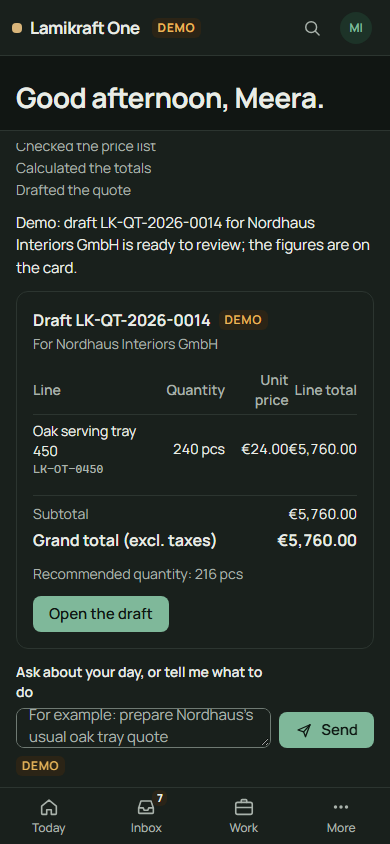 Lamikraft One DEMO MI
Good afternoon, Meera.
Checked the price list
Calculated the totals
Drafted the quote
Demo: draft LK-QT-2026-0014 for Nordhaus
Interiors GmbH is ready to review; the figures are on
the card.
Draft LK-QT-2026-0014 DEMO
For Nordhaus Interiors GmbH
Line Quantity Unit price Line total
Oak serving tray 450 240 pcs €24.00 €5,760.00
LK-OT-0450
Subtotal €5,760.00
Grand total (excl. taxes) €5,760.00
Recommended quantity: 216 pcs
Open the draft
Ask about your day, or tell me what to
do
For example: prepare Nordhaus's
usual oak tray quote
Send
DEMO
7
Today Inbox Work More